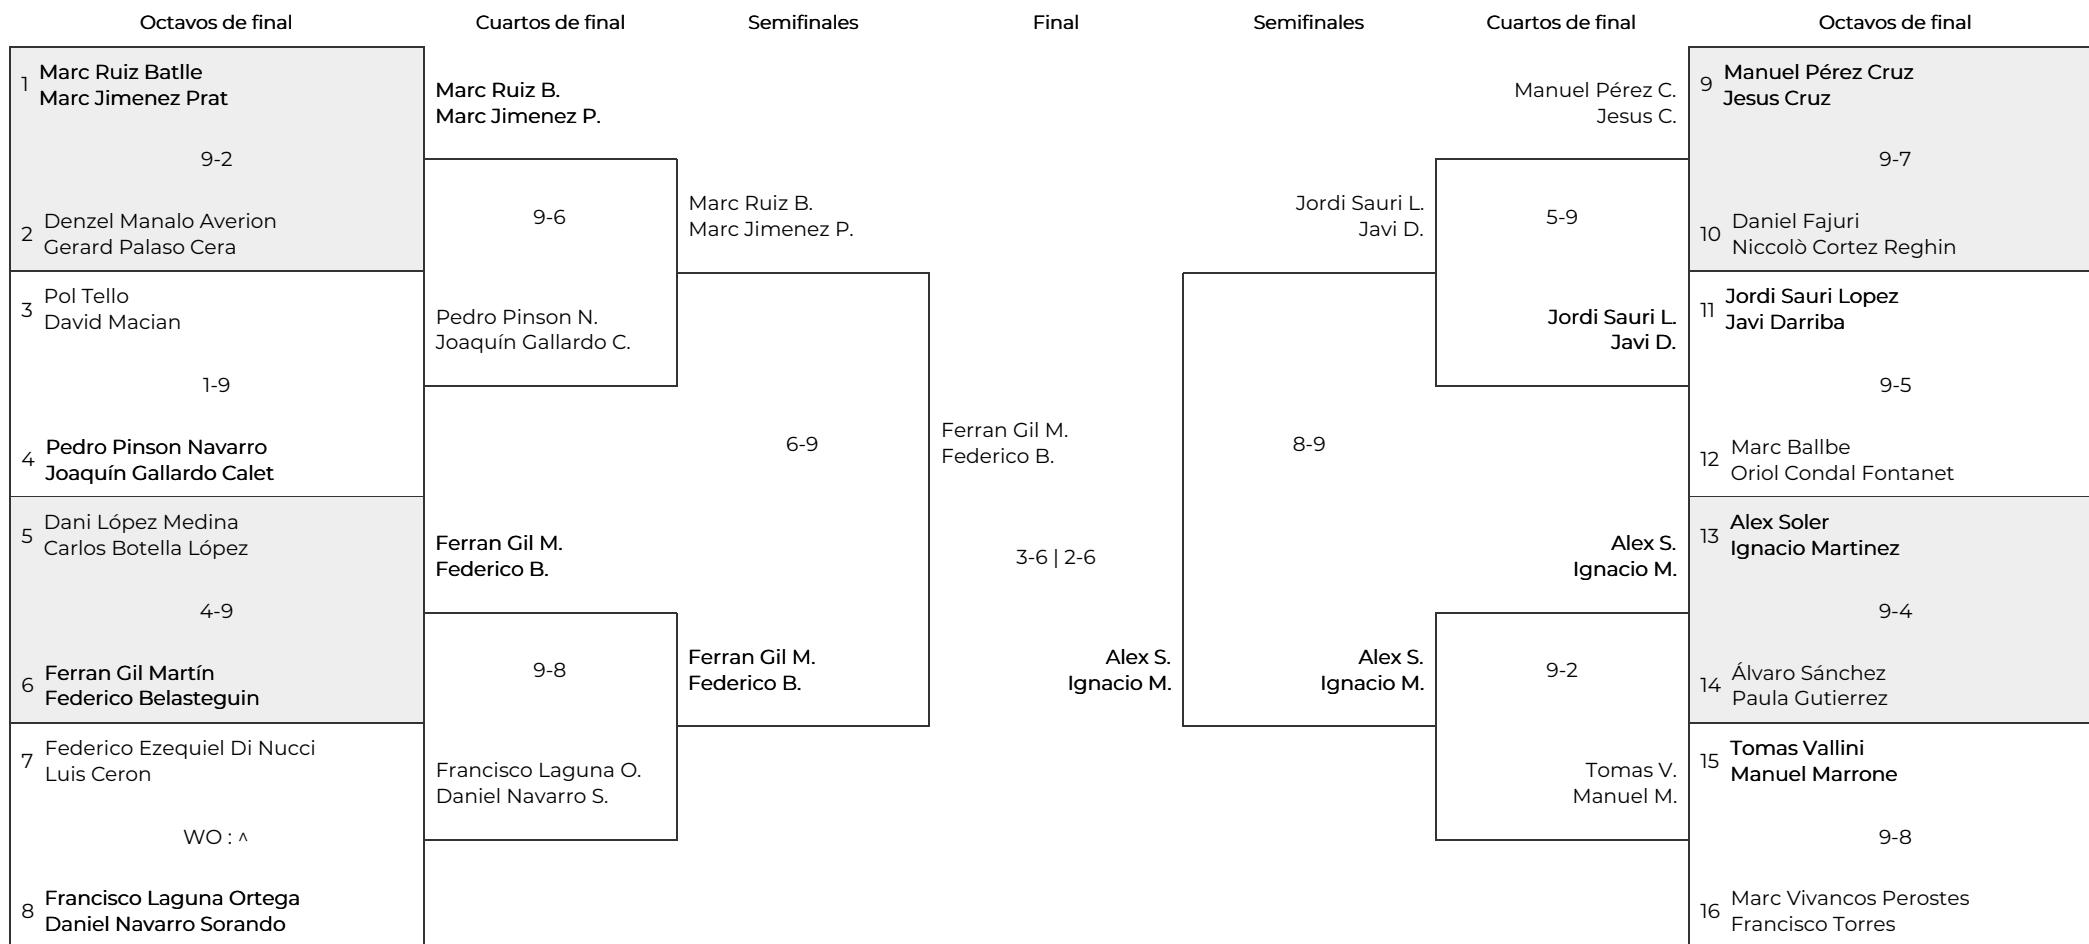 Octavos de final
Cuartos de final
Semifinales
Final
Semifinales
Cuartos de final
Octavos de final
1
Marc Ruiz Batlle
Marc Jimenez Prat
9-2
2
Denzel Manalo Averion
Gerard Palaso Cera
3
Pol Tello
David Macian
1-9
4
Pedro Pinson Navarro
Joaquín Gallardo Calet
5
Dani López Medina
Carlos Botella López
4-9
6
Ferran Gil Martín
Federico Belasteguin
7
Federico Ezequiel Di Nucci
Luis Ceron
WO : ^
8
Francisco Laguna Ortega
Daniel Navarro Sorando
Marc Ruiz B.
Marc Jimenez P.
9-6
Pedro Pinson N.
Joaquín Gallardo C.
Ferran Gil M.
Federico B.
9-8
Francisco Laguna O.
Daniel Navarro S.
Marc Ruiz B.
Marc Jimenez P.
6-9
Ferran Gil M.
Federico B.
Ferran Gil M.
Federico B.
3-6 | 2-6
Alex S.
Ignacio M.
Jordi Sauri L.
Javi D.
8-9
Alex S.
Ignacio M.
Manuel Pérez C.
Jesus C.
5-9
Jordi Sauri L.
Javi D.
Alex S.
Ignacio M.
9-2
Tomas V.
Manuel M.
9
Manuel Pérez Cruz
Jesus Cruz
9-7
10
Daniel Fajuri
Niccolò Cortez Reghin
11
Jordi Sauri Lopez
Javi Darriba
9-5
12
Marc Ballbe
Oriol Condal Fontanet
13
Alex Soler
Ignacio Martinez
9-4
14
Álvaro Sánchez
Paula Gutierrez
15
Tomas Vallini
Manuel Marrone
9-8
16
Marc Vivancos Perostes
Francisco Torres